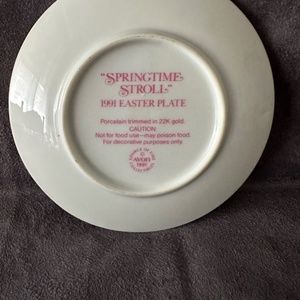 "SPRINGTIME
STROLL"
1991 EASTER PLATE
Porcelain trimmed in 22K gold.
CAUTION:
Not for food use—may poison food.
For decorative purposes only.
©
AVON
1991